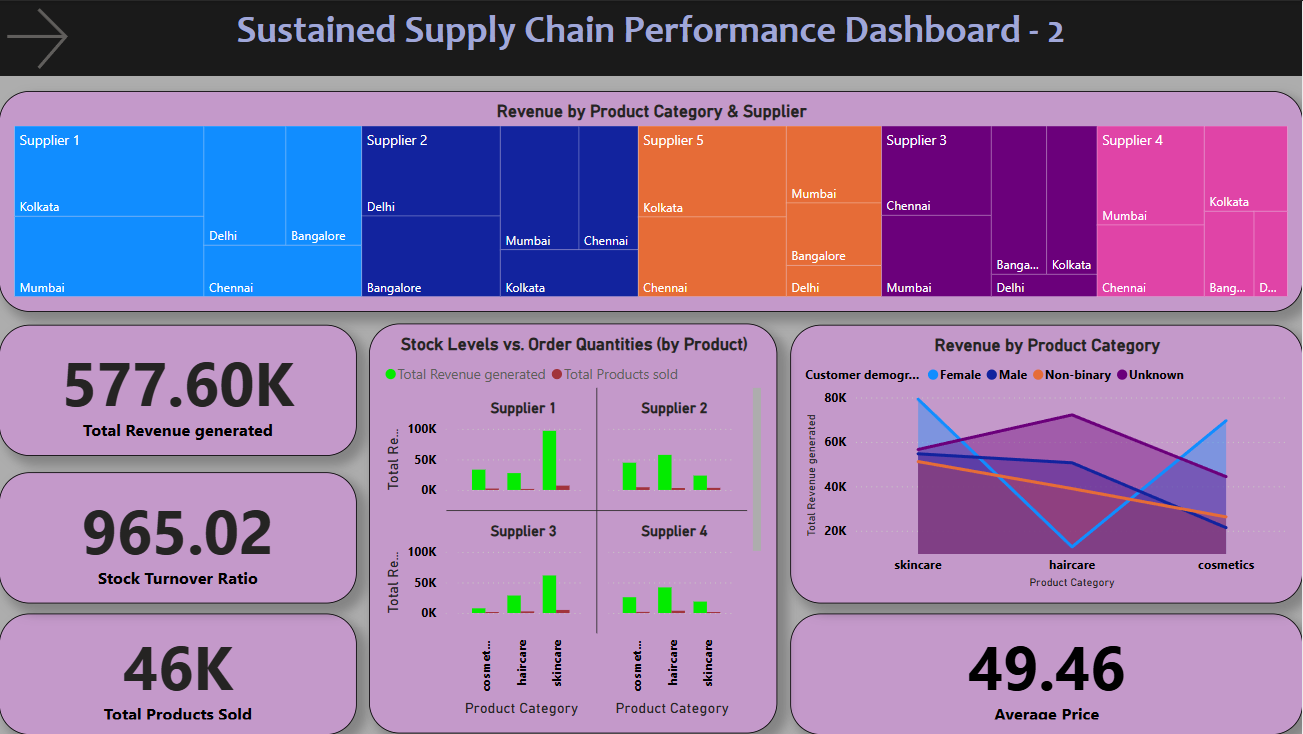 Sustained Supply Chain Performance Dashboard - 2
Revenue by Product Category & Supplier
Supplier 1
Kolkata
Mumbai
Delhi
Bangalore
Chennai
Supplier 2
Delhi
Bangalore
Mumbai
Chennai
Kolkata
Supplier 5
Kolkata
Chennai
Mumbai
Bangalore
Delhi
Supplier 3
Chennai
Mumbai
Banga...
Kolkata
Delhi
Supplier 4
Mumbai
Chennai
Kolkata
Bang...
D...
577.60K
Total Revenue generated
965.02
Stock Turnover Ratio
46K
Total Products Sold
Stock Levels vs. Order Quantities (by Product)
Total Revenue generated Total Products sold
Supplier 1
Supplier 2
Total Re...
100K
50K
0K
Supplier 3
Supplier 4
Total Re...
100K
50K
0K
cosmet...
haircare
skincare
cosmet...
haircare
skincare
Product Category
Product Category
Revenue by Product Category
Customer demogr... Female Male Non-binary Unknown
Total Revenue generated
80K
60K
40K
20K
skincare
haircare
cosmetics
Product Category
49.46
Average Price